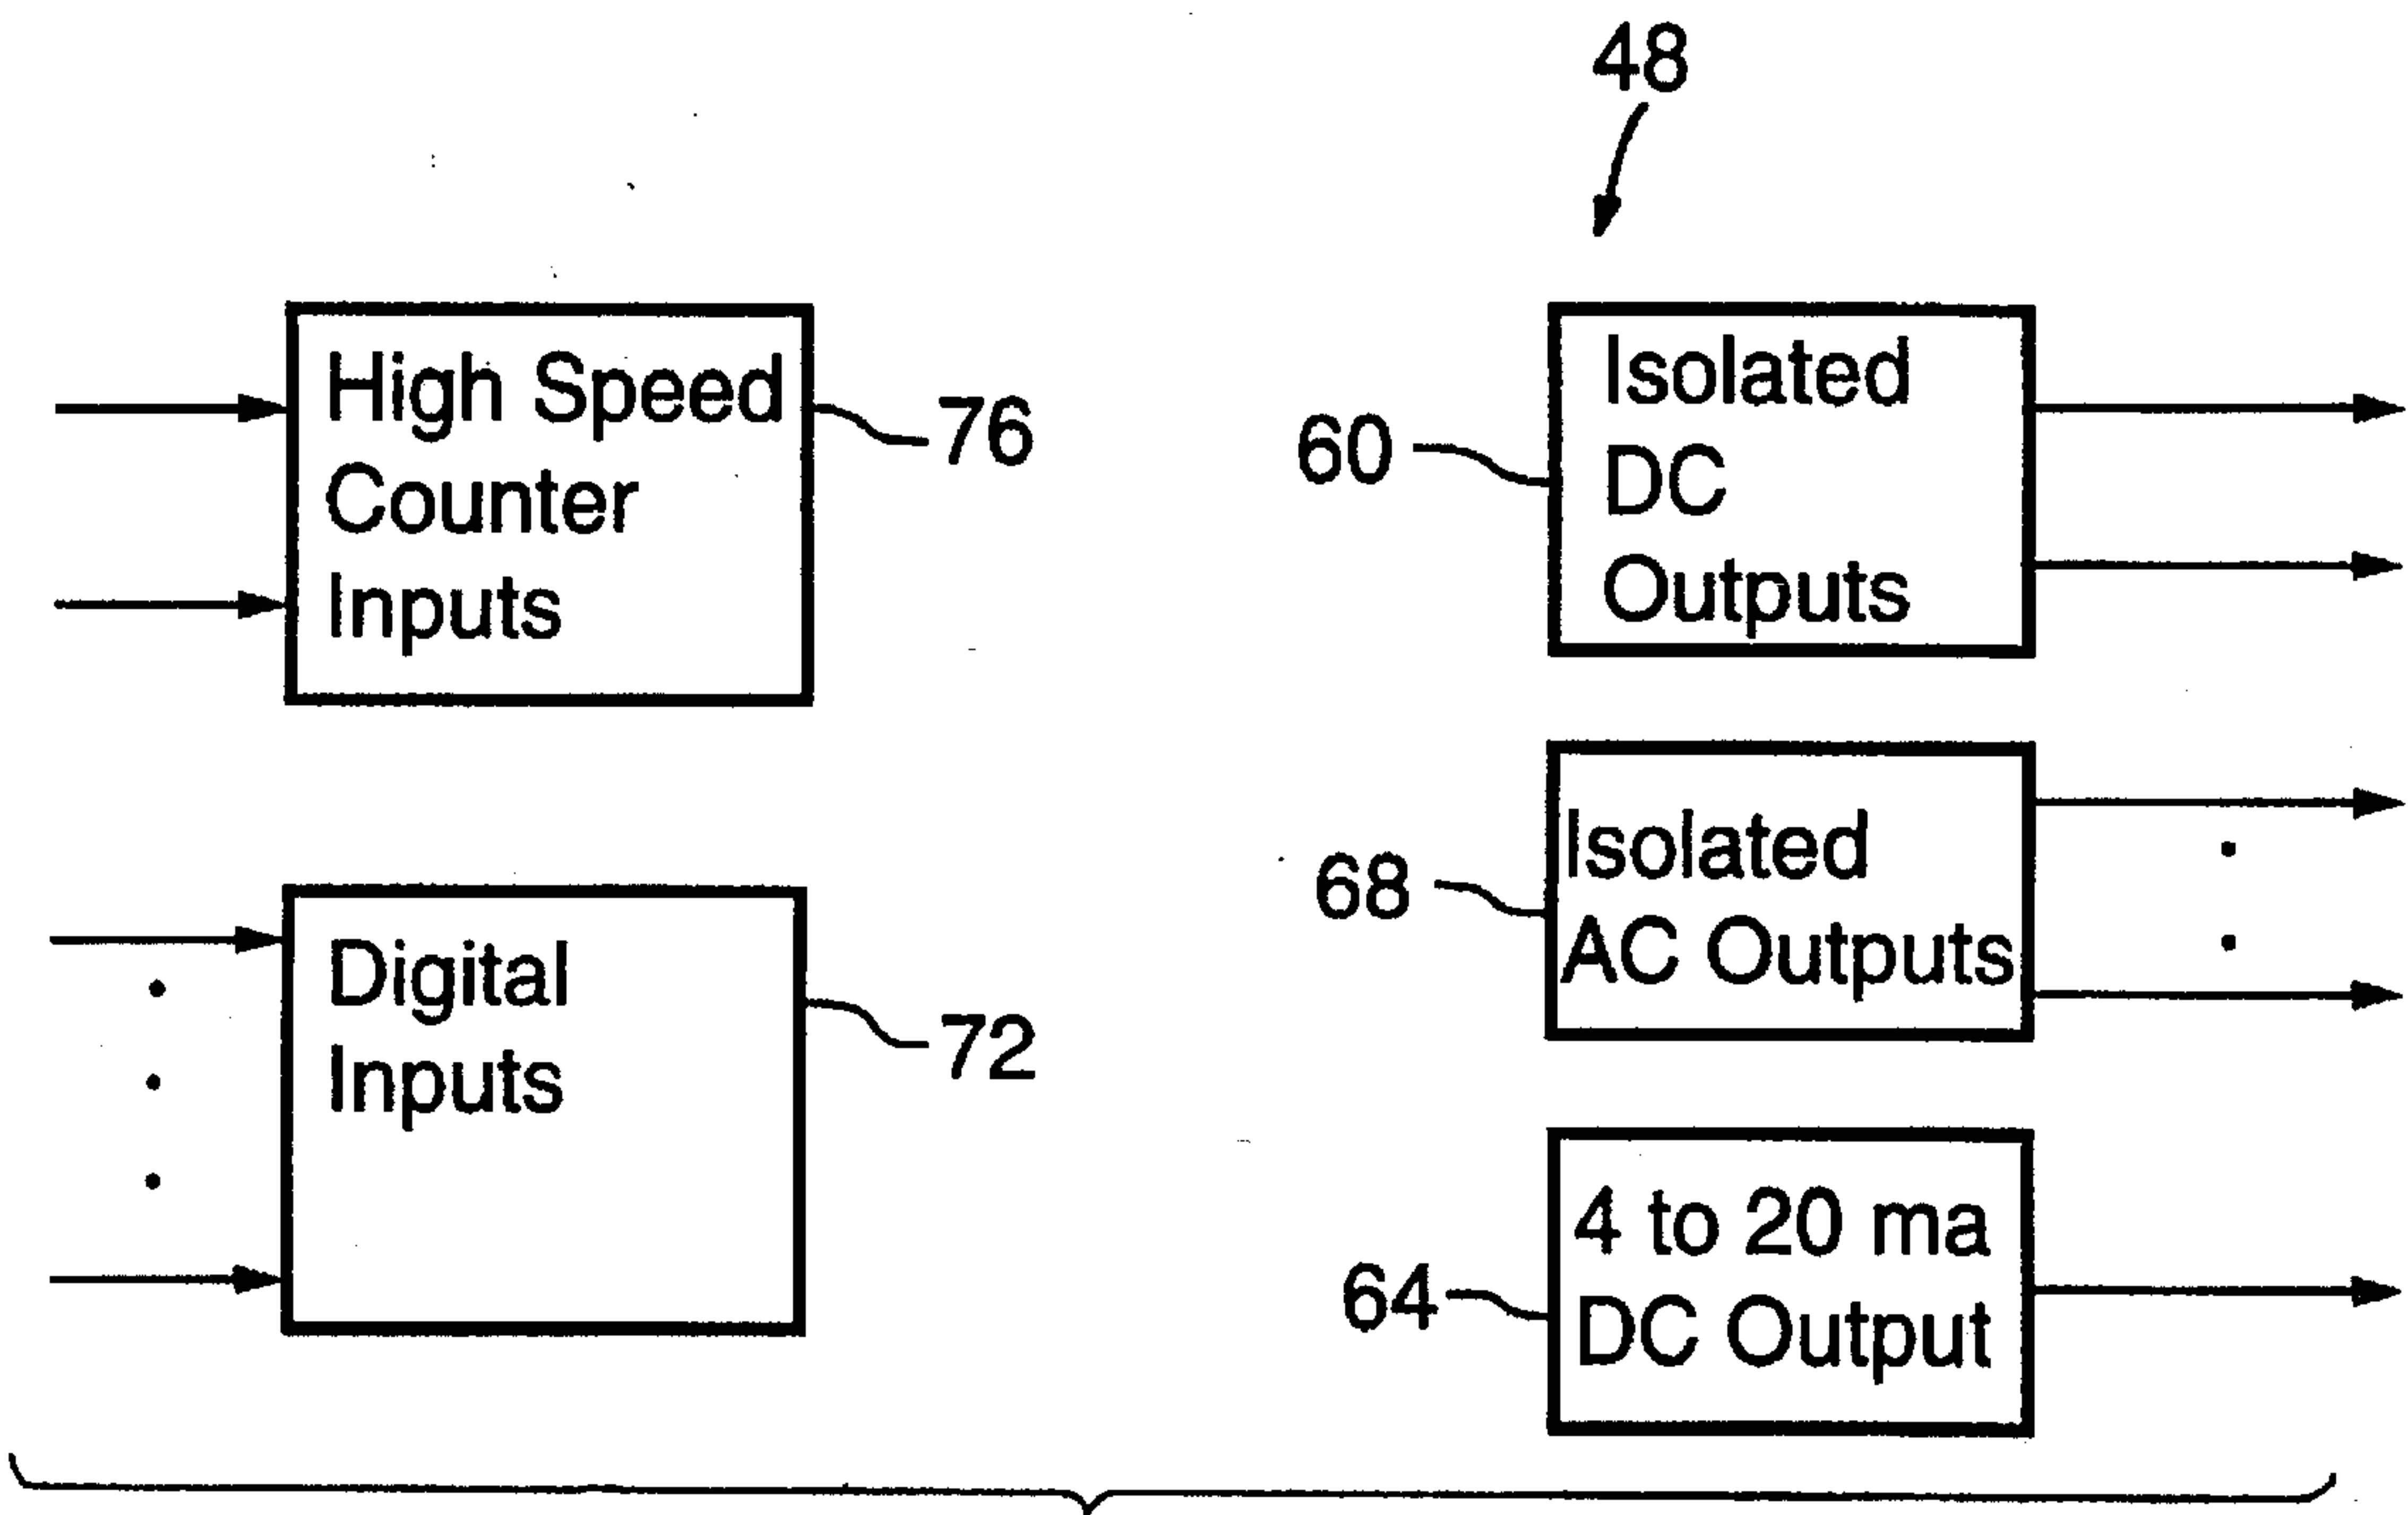 48
High Speed
Counter
Inputs
76
Digital
Inputs
72
60
Isolated
DC
Outputs
68
Isolated
AC Outputs
64
4 to 20 ma
DC Output